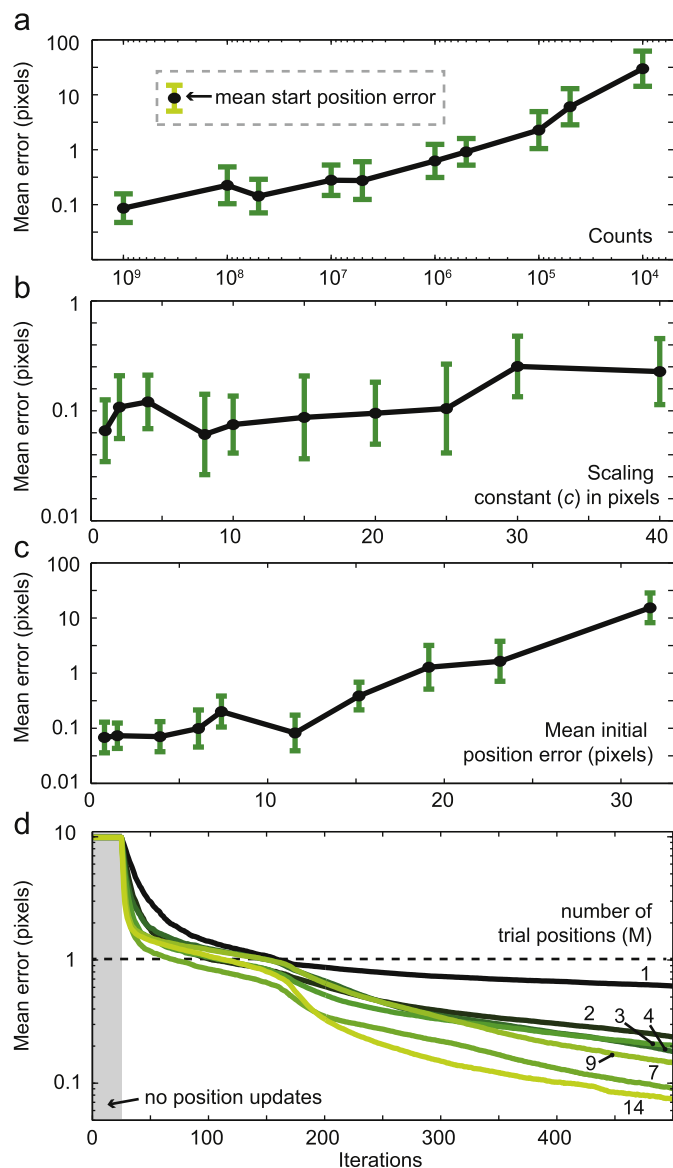 a
100
10
1
0.1
Mean error (pixels)
mean start position error
Counts
10⁹
10⁸
10⁷
10⁶
10⁵
10⁴
b
1
0.1
0.01
Mean error (pixels)
Scaling
constant (c) in pixels
0
10
20
30
40
c
100
10
1
0.1
0.01
Mean error (pixels)
Mean initial
position error (pixels)
0
10
20
30
d
10
1
0.1
Mean error (pixels)
number of
trial positions (M)
1
2
3
4
9
7
14
no position updates
0
100
200
300
400
Iterations